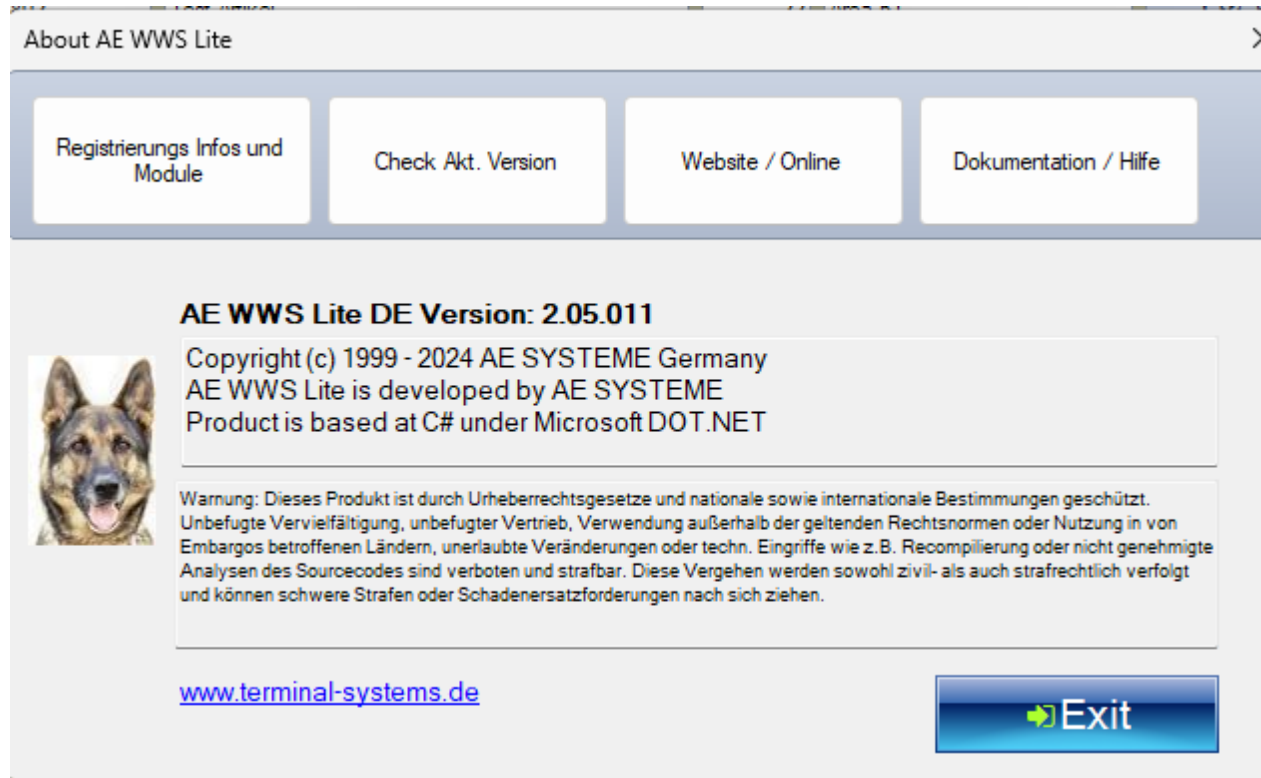 About AE WWS Lite
Registrierungs Infos und
Module
Check Akt. Version
Website / Online
Dokumentation / Hilfe
AE WWS Lite DE Version: 2.05.011
Copyright (c) 1999 - 2024 AE SYSTEME Germany
AE WWS Lite is developed by AE SYSTEME
Product is based at C# under Microsoft DOT.NET
Warnung: Dieses Produkt ist durch Urheberrechtsgesetze und nationale sowie internationale Bestimmungen geschützt.
Unbefugte Vervielfältigung, unbefugter Vertrieb, Verwendung außerhalb der geltenden Rechtsnormen oder Nutzung in von
Embargos betroffenen Ländern, unerlaubte Veränderungen oder techn. Eingriffe wie z.B. Recompilierung oder nicht genehmigte
Analysen des Sourcecodes sind verboten und strafbar. Diese Vergehen werden sowohl zivil- als auch strafrechtlich verfolgt
und können schwere Strafen oder Schadenersatzforderungen nach sich ziehen.
www.terminal-systems.de
Exit